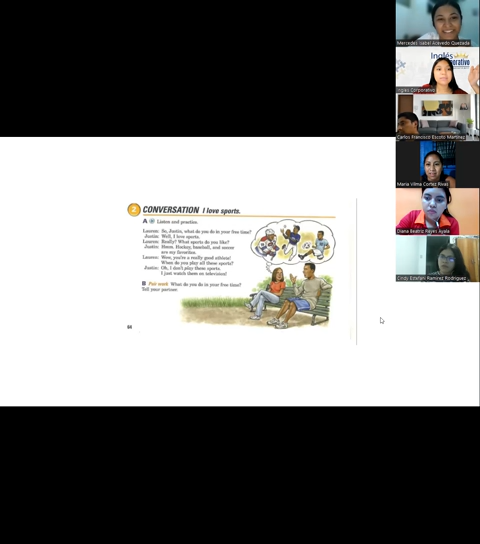 2 CONVERSATION I love sports.
A Listen and practice.
Lauren: So, Justin, what do you do in your free time?
Justin: Well, I love sports.
Lauren: Really? What sports do you like?
Justin: Hmm. Hockey, baseball, and soccer
are my favorites.
Lauren: Wow, you're a really good athlete!
When do you play all these sports?
Justin: Oh, I don't play these sports.
I just watch them on television!
B Pair work What do you do in your free time?
Tell your partner.
64
Mercedes Isabel Acevedo Quezada
Inglés
Inglés Corporativo
Carlos Francisco Escoto Martínez
Maria Vilma Cortez Rivas
Diana Beatriz Reyes Ayala
Cindy Estefani Ramirez Rodriguez